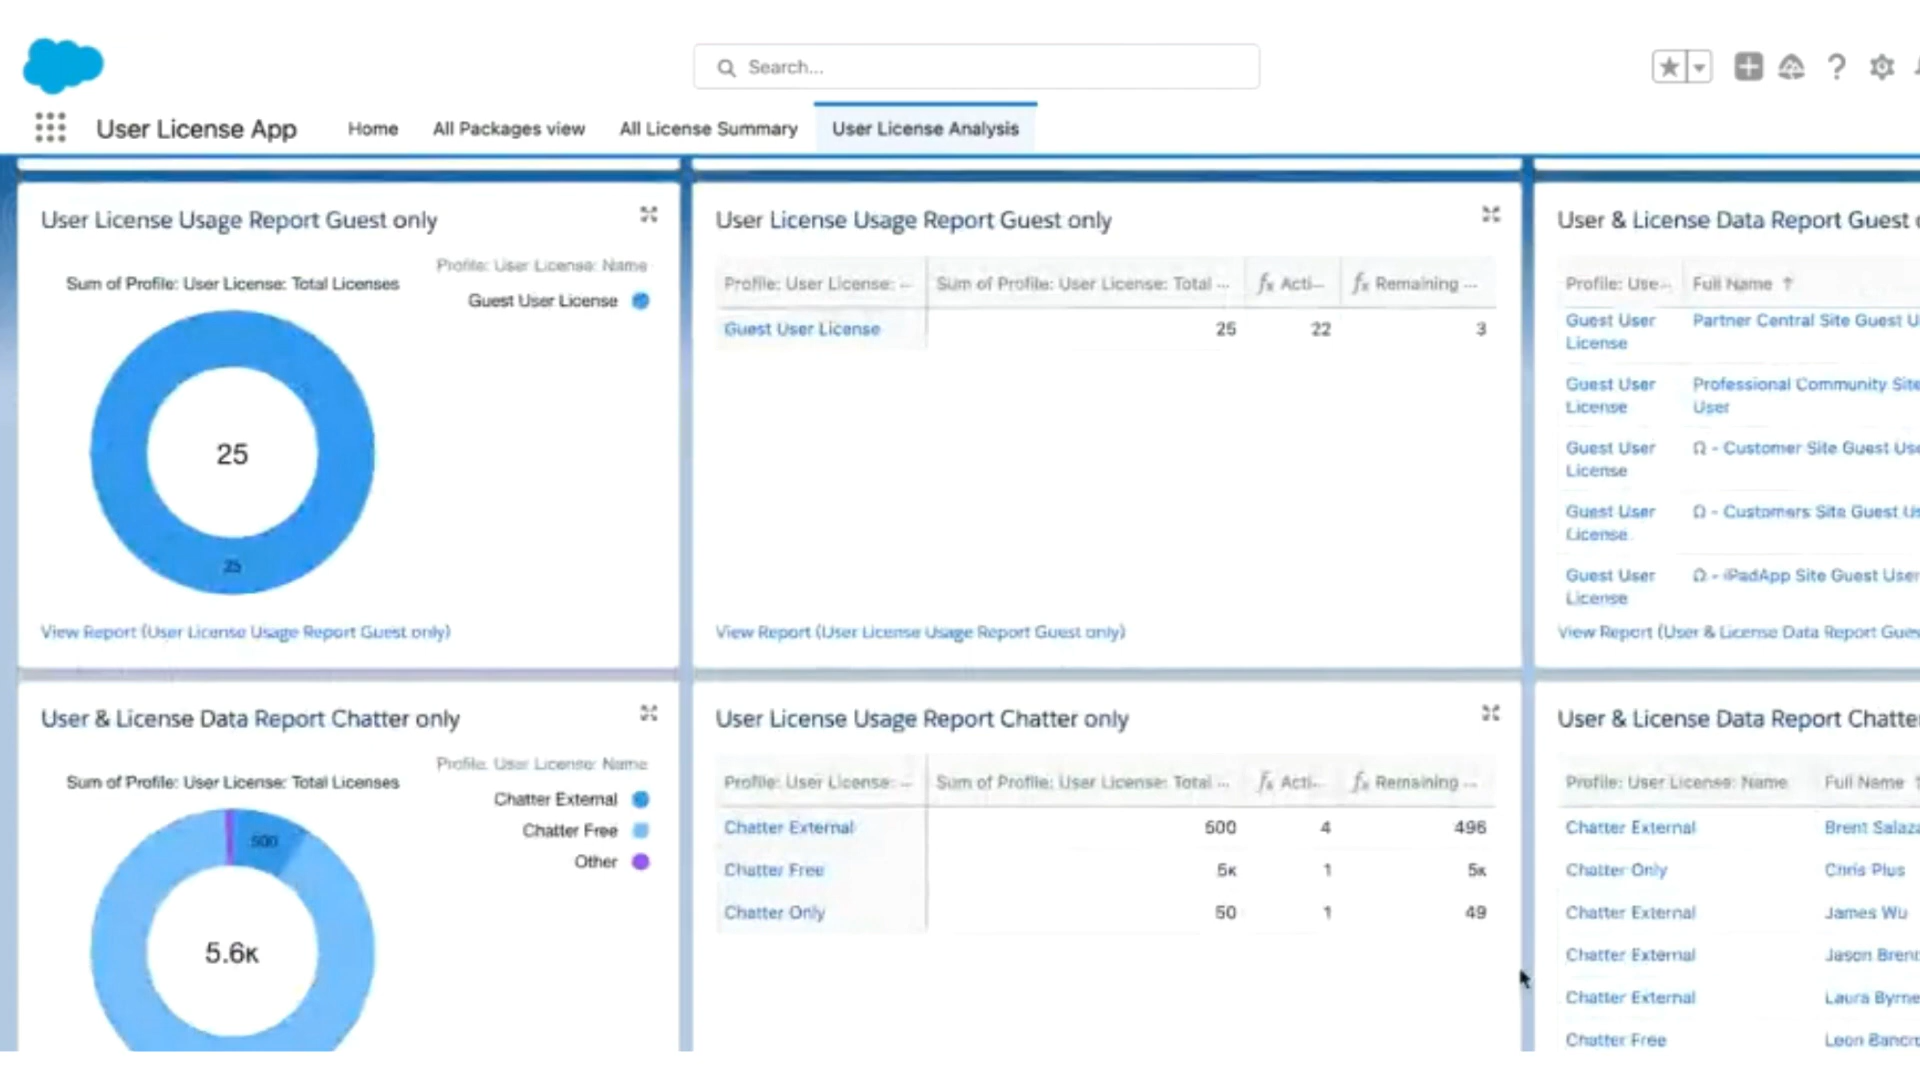 Search...
User License App
Home
All Packages view
All License Summary
User License Analysis
User License Usage Report Guest only
Profile: User License: Name
Sum of Profile: User License: Total Licenses
Guest User License
25
25
View Report (User License Usage Report Guest only)
User License Usage Report Guest only
Profile: User License: ... Sum of Profile: User License: Total ... fx Acti... fx Remaining ...
Guest User License 25 22 3
View Report (User License Usage Report Guest only)
User & License Data Report Guest
Profile: Use... Full Name ↑
Guest User Partner Central Site Guest
License
Guest User Professional Community Site
License User
Guest User Ω - Customer Site Guest
License
Guest User Ω - Customers Site Guest
License
Guest User Ω - iPadApp Site Guest User
License
View Report (User & License Data Report
User & License Data Report Chatter only
Profile: User License: Name
Sum of Profile: User License: Total Licenses
Chatter External
Chatter Free
Other
500
5.6K
User License Usage Report Chatter only
Profile: User License: ... Sum of Profile: User License: Total ... fx Acti... fx Remaining ...
Chatter External 500 4 496
Chatter Free 5K 1 5K
Chatter Only 50 1 49
User & License Data Report Chatter
Profile: User License: Name Full Name
Chatter External Brent
Chatter Only Chris Plus
Chatter External James Wu
Chatter External Jason
Chatter External Laura
Chatter Free Leon